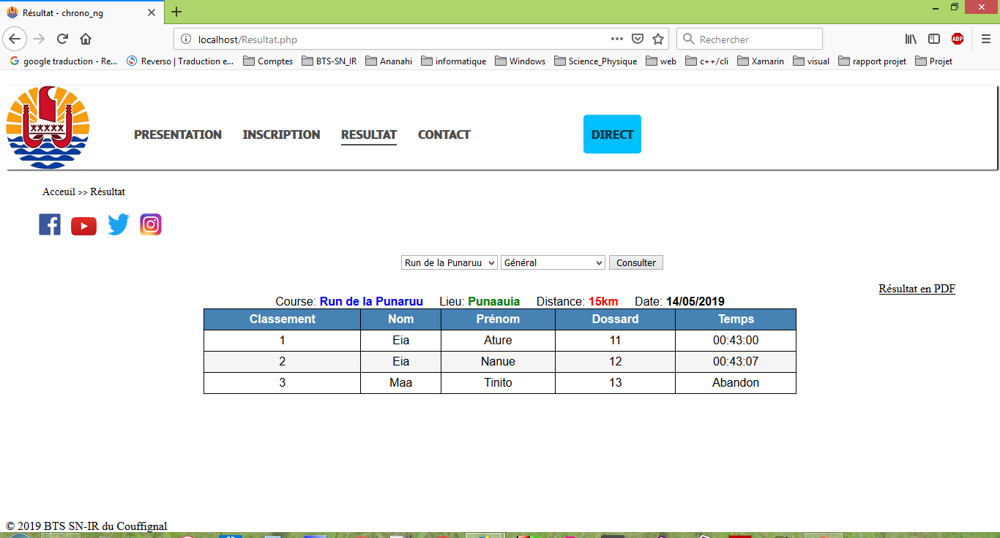 Résultat - chrono_ng
localhost/Resultat.php
Rechercher
ABP
google traduction - Re... Reverso | Traduction e... Comptes BTS-SN_IR Ananahi informatique Windows Science_Physique web c++/cli Xamarin visual rapport projet Projet
PRESENTATION INSCRIPTION RESULTAT CONTACT DIRECT
Acceuil >> Résultat
Run de la Punaruu Général Consulter
Résultat en PDF
Course: Run de la Punaruu Lieu: Punaauia Distance: 15km Date: 14/05/2019
Classement Nom Prénom Dossard Temps
1 Eia Ature 11 00:43:00
2 Eia Nanue 12 00:43:07
3 Maa Tinito 13 Abandon
© 2019 BTS SN-IR du Couffignal